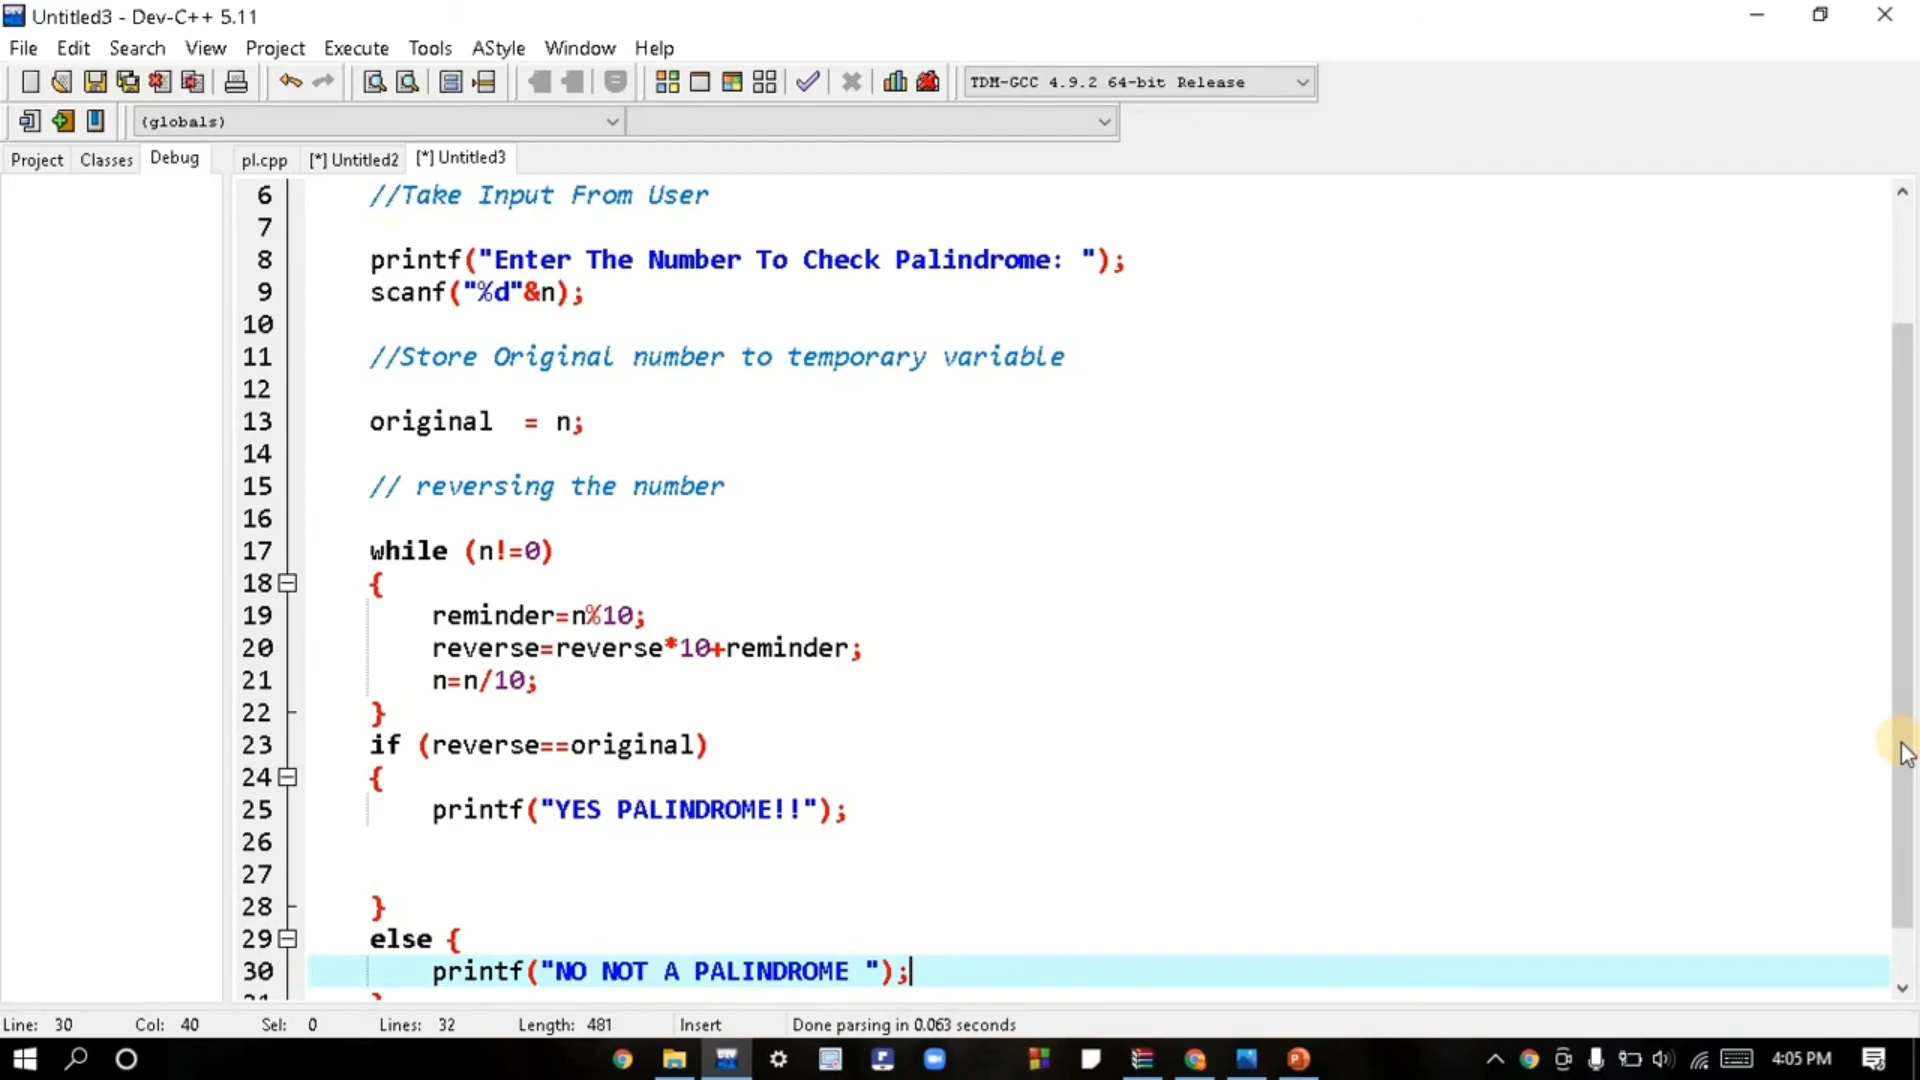 Untitled3 - Dev-C++ 5.11
File Edit Search View Project Execute Tools AStyle Window Help
TDM-GCC 4.9.2 64-bit Release
(globals)
Project Classes Debug pl.cpp [*] Untitled2 [*] Untitled3
6 //Take Input From User
7
8 printf("Enter The Number To Check Palindrome: ");
9 scanf("%d"&n);
10
11 //Store Original number to temporary variable
12
13 original = n;
14
15 // reversing the number
16
17 while (n!=0)
18 {
19 reminder=n%10;
20 reverse=reverse*10+reminder;
21 n=n/10;
22 }
23 if (reverse==original)
24 {
25 printf("YES PALINDROME!!");
26
27
28 }
29 else {
30 printf("NO NOT A PALINDROME ");
31 }
Line: 30 Col: 40 Sel: 0 Lines: 32 Length: 481 Insert Done parsing in 0.063 seconds
4:05 PM